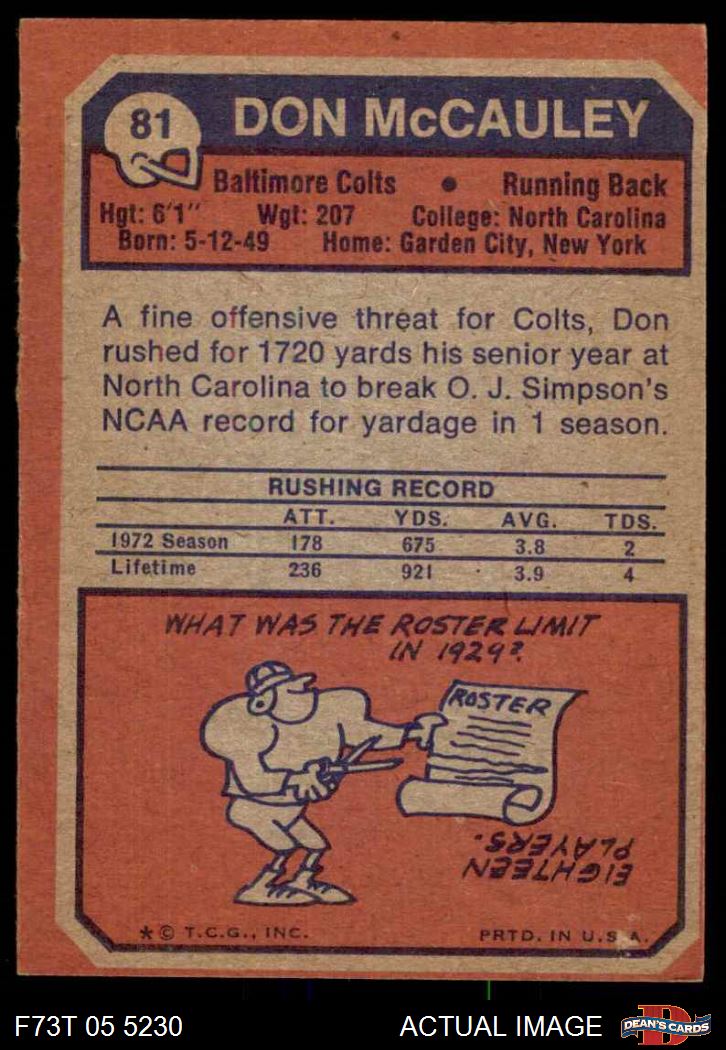 81
DON McCAULEY
Baltimore Colts • Running Back
Hgt: 6'1" Wgt: 207 College: North Carolina
Born: 5-12-49 Home: Garden City, New York
A fine offensive threat for Colts, Don
rushed for 1720 yards his senior year at
North Carolina to break O. J. Simpson's
NCAA record for yardage in 1 season.
RUSHING RECORD
ATT. YDS. AVG. TDS.
1972 Season 178 675 3.8 2
Lifetime 236 921 3.9 4
WHAT WAS THE ROSTER LIMIT
IN 1929?
ROSTER
EIGHTEEN
PLAYERS.
* © T.C.G., INC. PRTD. IN U.S.A.
F73T 05 5230 ACTUAL IMAGE
D
DEAN'S CARDS